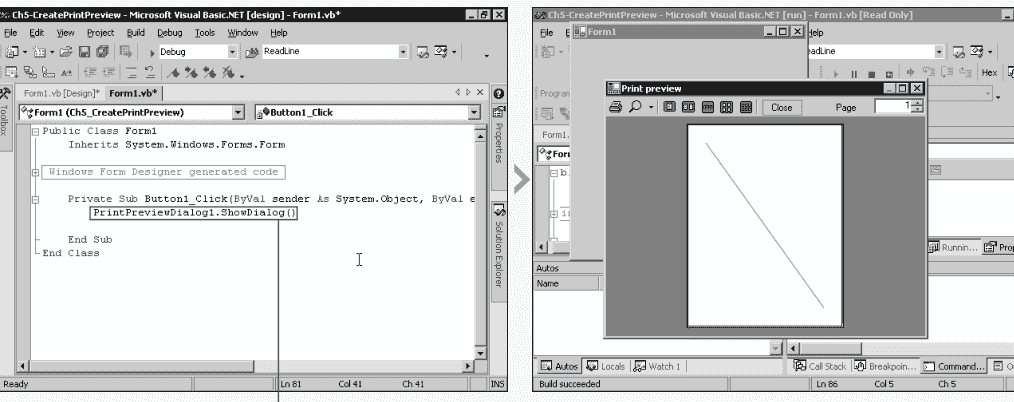 Ch5-CreatePrintPreview - Microsoft Visual Basic.NET [design] - Form1.vb*
File Edit View Project Build Debug Tools Window Help
Debug
ReadLine
Toolbox
Form1.vb [Design]* Form1.vb*
Form1 (Ch5_CreatePrintPreview)
Button1_Click
Public Class Form1
Inherits System.Windows.Forms.Form
Windows Form Designer generated code
Private Sub Button1_Click(ByVal sender As System.Object, ByVal e
PrintPreviewDialog1.ShowDialog()
End Sub
End Class
Properties
Solution Explorer
Ready
Ln 81 Col 41 Ch 41 INS
Ch5-CreatePrintPreview - Microsoft Visual Basic.NET [run] - Form1.vb [Read Only]
File
Form1
Help
eadLine
Hex
Progran
Form1.
Forr
Print preview
Close
Page 1
Runnin...
Prop
Autos
Name
Autos Locals Watch 1
Call Stack Breakpoin... Command...
Build succeeded
Ln 86 Col 5 Ch 5